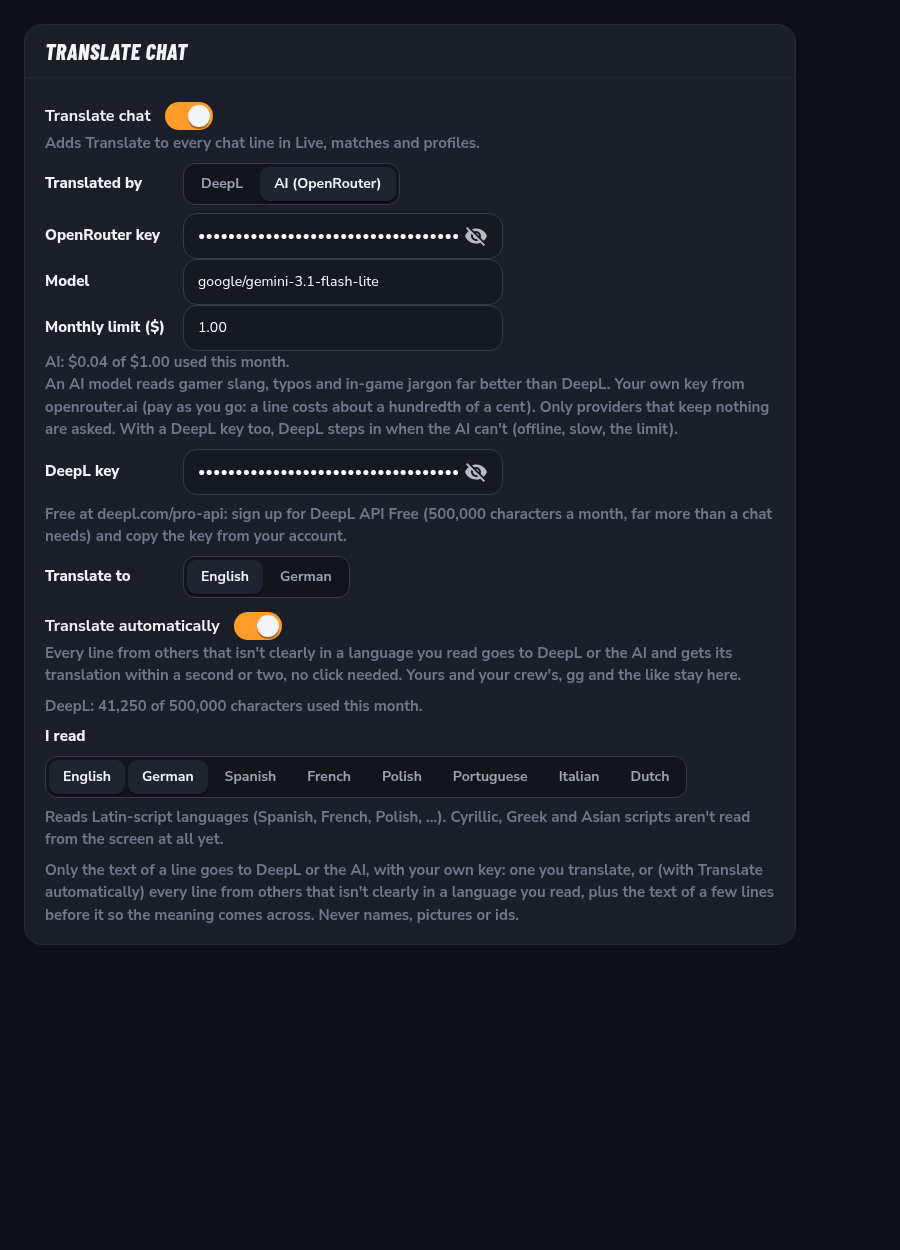 TRANSLATE CHAT
Translate chat
Adds Translate to every chat line in Live, matches and profiles.
Translated by DeepL AI (OpenRouter)
OpenRouter key ••••••••••••••••••••••••••••••••••
Model google/gemini-3.1-flash-lite
Monthly limit ($) 1.00
AI: $0.04 of $1.00 used this month.
An AI model reads gamer slang, typos and in-game jargon far better than DeepL. Your own key from
openrouter.ai (pay as you go: a line costs about a hundredth of a cent). Only providers that keep nothing
are asked. With a DeepL key too, DeepL steps in when the AI can't (offline, slow, the limit).
DeepL key ••••••••••••••••••••••••••••••••••
Free at deepl.com/pro-api: sign up for DeepL API Free (500,000 characters a month, far more than a chat
needs) and copy the key from your account.
Translate to English German
Translate automatically
Every line from others that isn't clearly in a language you read goes to DeepL or the AI and gets its
translation within a second or two, no click needed. Yours and your crew's, gg and the like stay here.
DeepL: 41,250 of 500,000 characters used this month.
I read
English German Spanish French Polish Portuguese Italian Dutch
Reads Latin-script languages (Spanish, French, Polish, ...). Cyrillic, Greek and Asian scripts aren't read
from the screen at all yet.
Only the text of a line goes to DeepL or the AI, with your own key: one you translate, or (with Translate
automatically) every line from others that isn't clearly in a language you read, plus the text of a few lines
before it so the meaning comes across. Never names, pictures or ids.